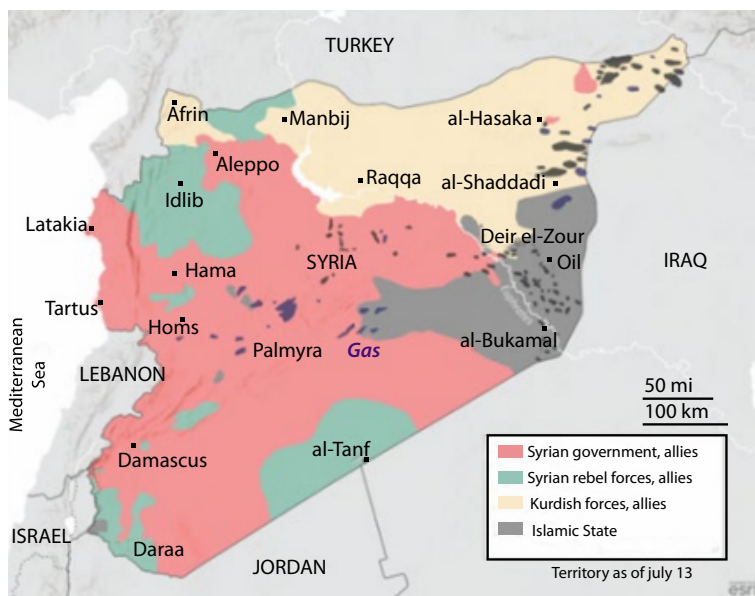 TURKEY
Afrin
Manbij
al-Hasaka
Aleppo
Raqqa
al-Shaddadi
Idlib
Latakia
Deir el-Zour
SYRIA
Oil
IRAQ
Hama
Tartus
Homs
al-Bukamal
Palmyra
Gas
Mediterranean
Sea
LEBANON
50 mi
100 km
Damascus
al-Tanf
Syrian government, allies
Syrian rebel forces, allies
Kurdish forces, allies
Islamic State
ISRAEL
Daraa
JORDAN
Territory as of july 13
esri